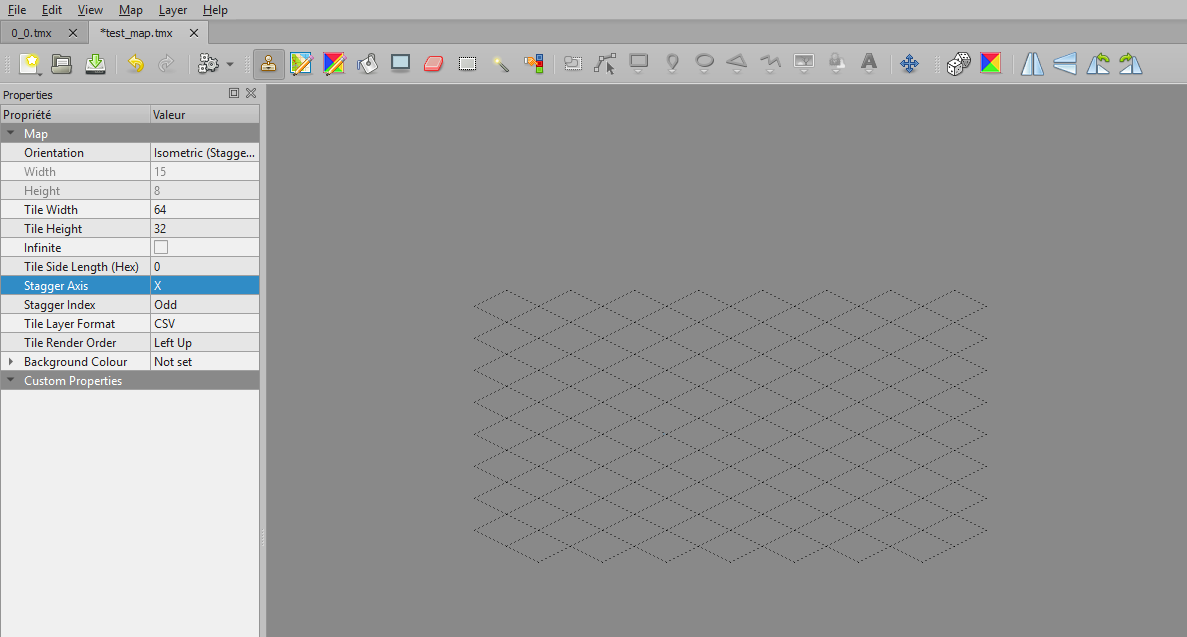 File Edit View Map Layer Help
0_0.tmx *test_map.tmx
Properties
Propriété Valeur
Map
Orientation Isometric (Stagge...
Width 15
Height 8
Tile Width 64
Tile Height 32
Infinite
Tile Side Length (Hex) 0
Stagger Axis X
Stagger Index Odd
Tile Layer Format CSV
Tile Render Order Left Up
Background Colour Not set
Custom Properties